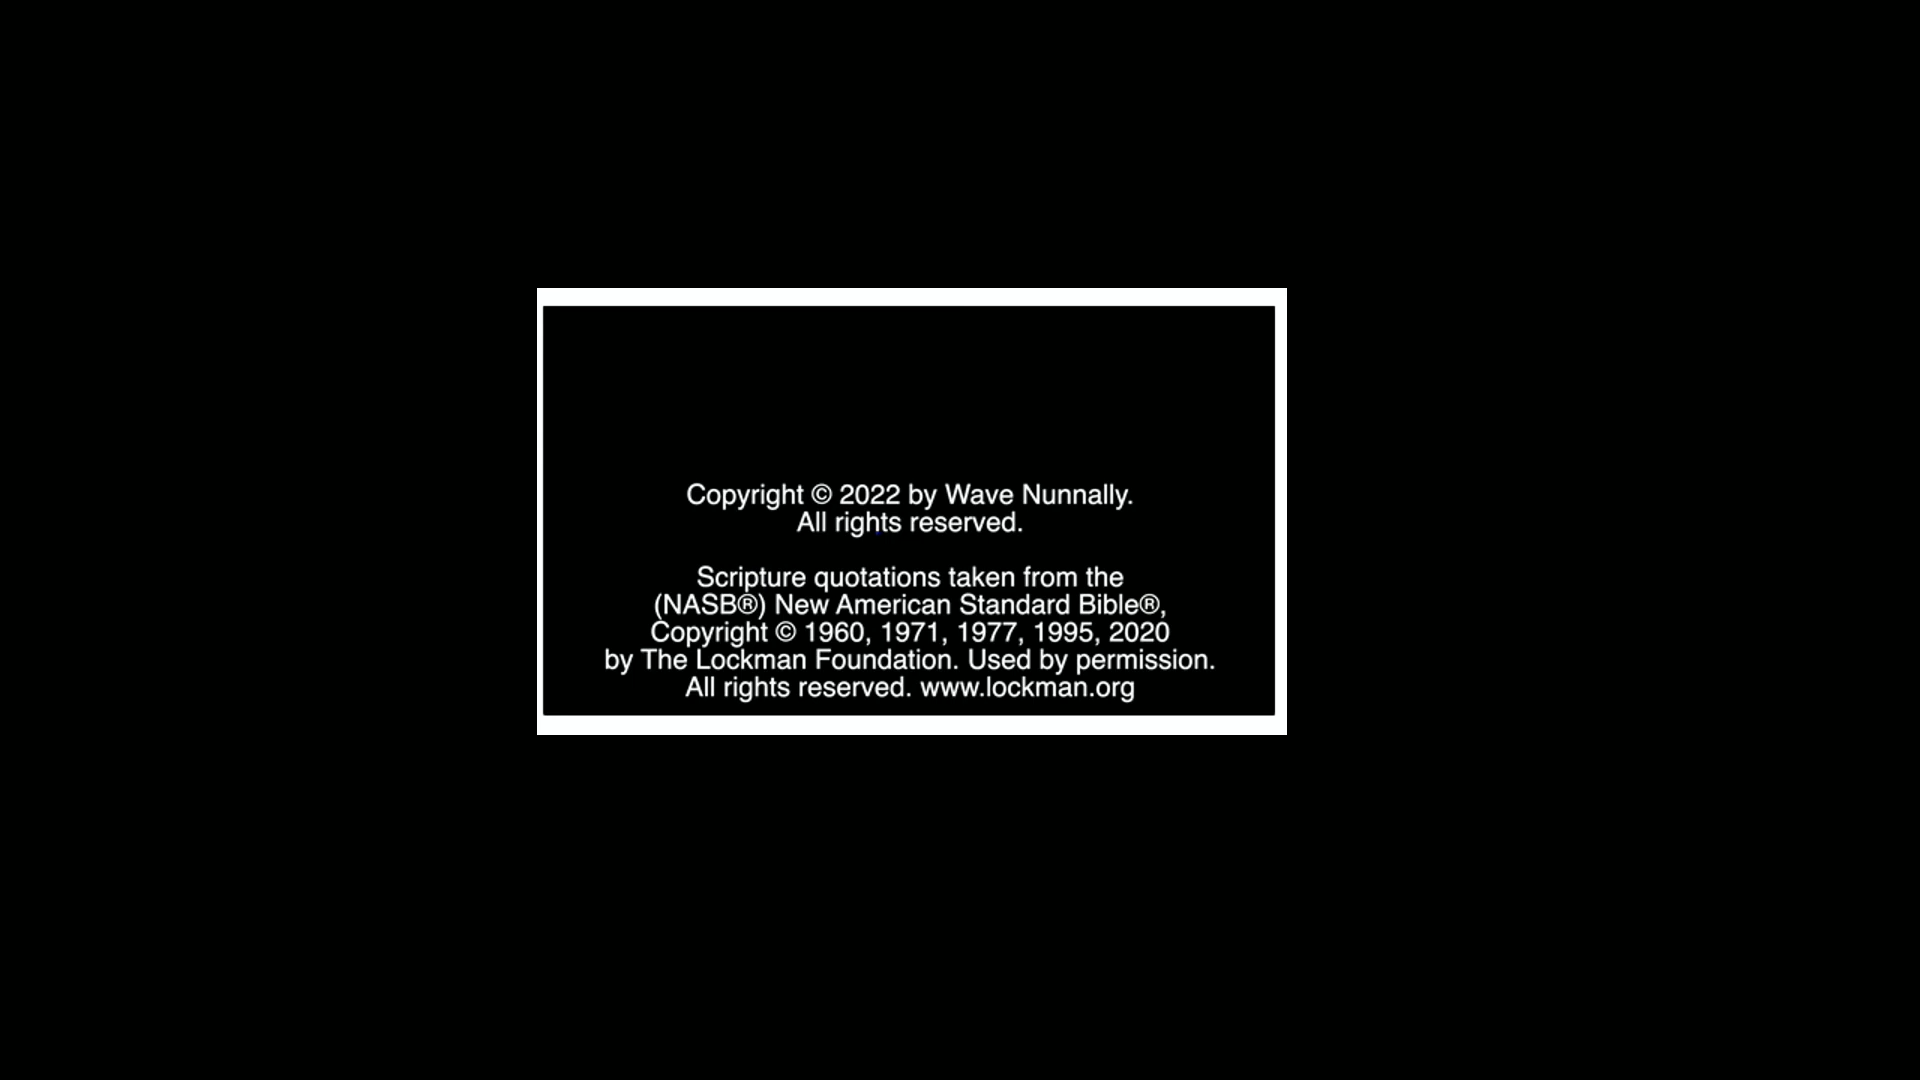 Copyright © 2022 by Wave Nunnally.
All rights reserved.
Scripture quotations taken from the
(NASB®) New American Standard Bible®,
Copyright © 1960, 1971, 1977, 1995, 2020
by The Lockman Foundation. Used by permission.
All rights reserved. www.lockman.org